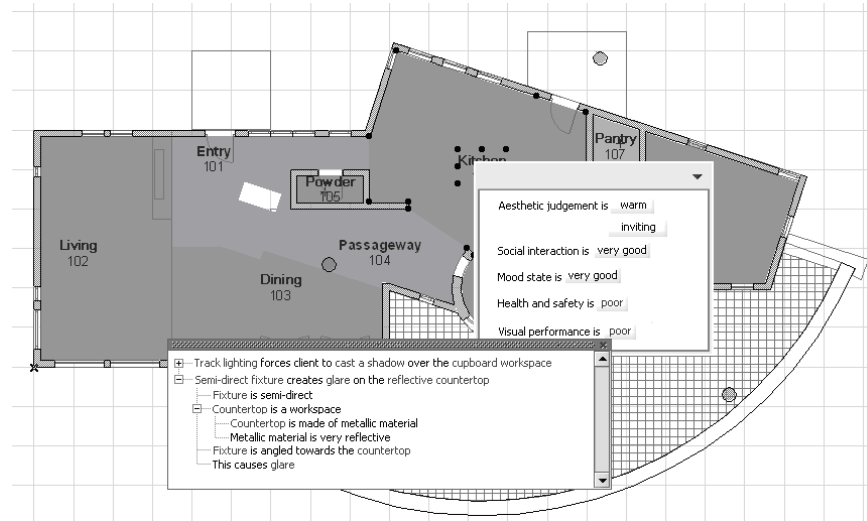 Pantry
107
Entry
101
Kitchen
Powder
105
Living
102
Passageway
104
Dining
103
Aesthetic judgement is warm
inviting
Social interaction is very good
Mood state is very good
Health and safety is poor
Visual performance is poor
Track lighting forces client to cast a shadow over the cupboard workspace
Semi-direct fixture creates glare on the reflective countertop
Fixture is semi-direct
Countertop is a workspace
Countertop is made of metallic material
Metallic material is very reflective
Fixture is angled towards the countertop
This causes glare